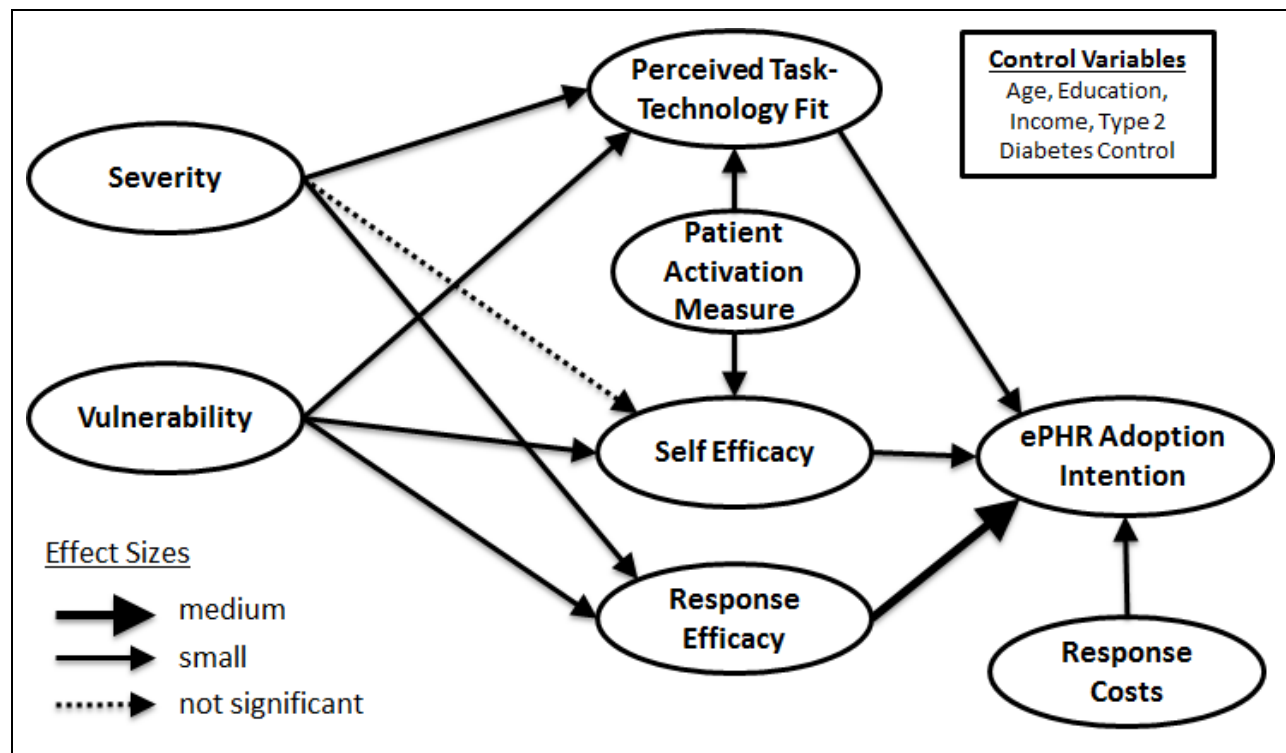 Perceived Task-
Technology Fit
Control Variables
Age, Education,
Income, Type 2
Diabetes Control
Severity
Patient
Activation
Measure
Vulnerability
Self Efficacy
ePHR Adoption
Intention
Effect Sizes
medium
small
not significant
Response
Efficacy
Response
Costs